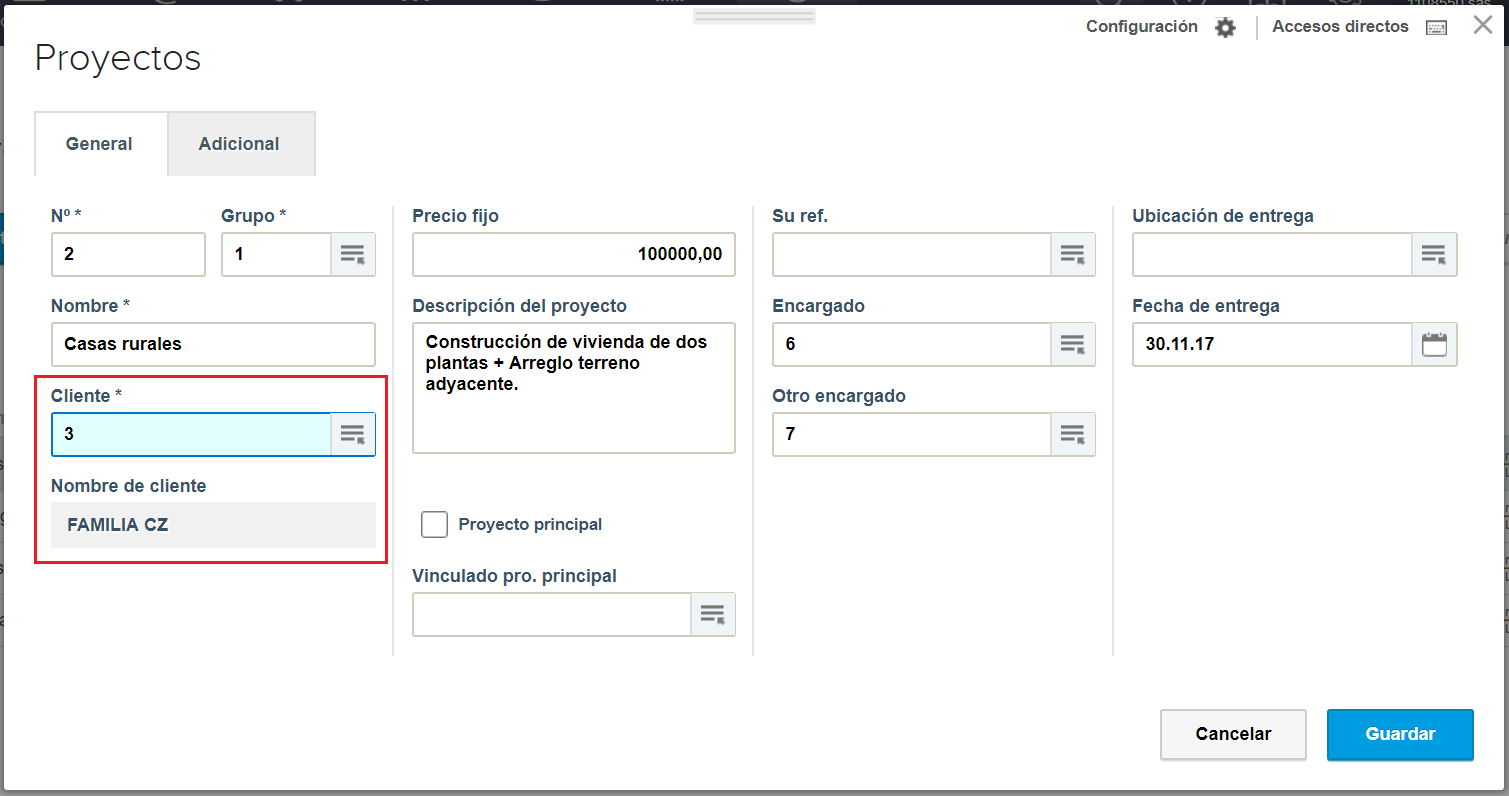 Configuración
Accesos directos
Proyectos
General
Adicional
Nº *
2
Grupo *
1
Nombre *
Casas rurales
Cliente *
3
Nombre de cliente
FAMILIA CZ
Precio fijo
100000,00
Descripción del proyecto
Construcción de vivienda de dos
plantas + Arreglo terreno
adyacente.
Proyecto principal
Vinculado pro. principal
Su ref.
Encargado
6
Otro encargado
7
Ubicación de entrega
Fecha de entrega
30.11.17
Cancelar
Guardar